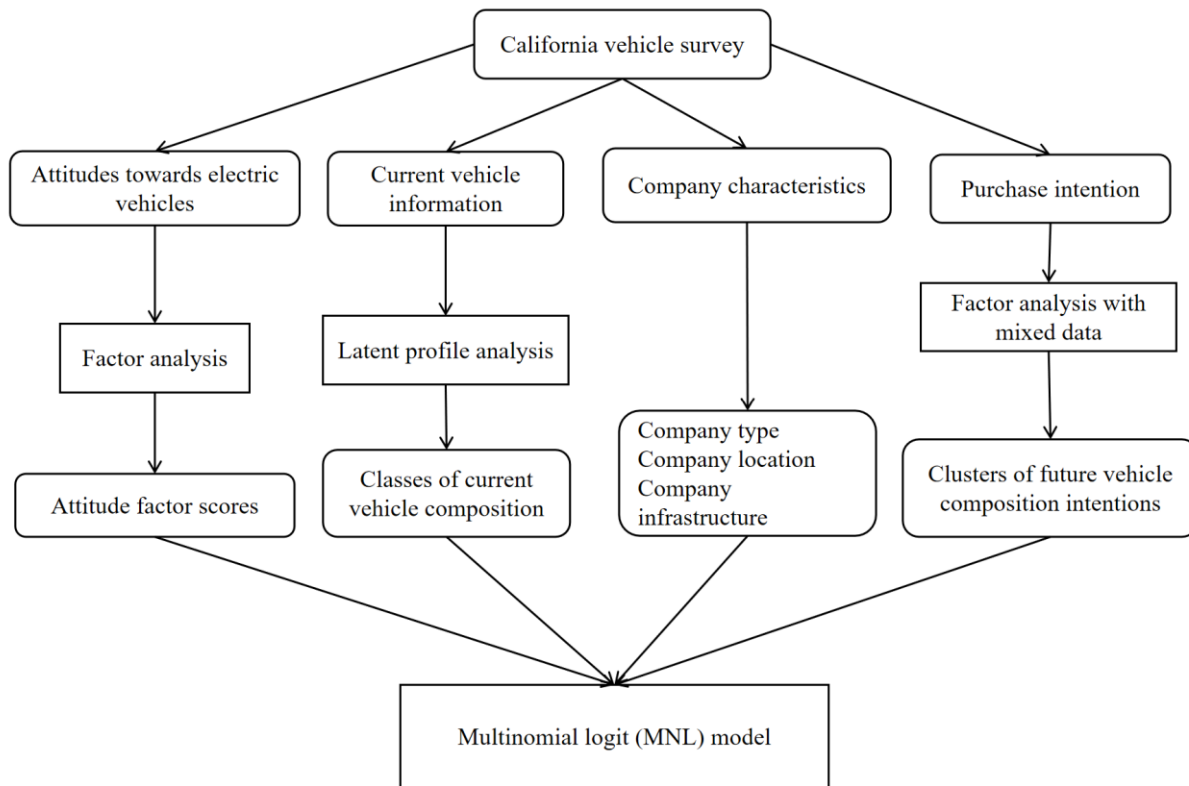 California vehicle survey
Attitudes towards electric
vehicles
Current vehicle
information
Company characteristics
Purchase intention
Factor analysis
Latent profile analysis
Factor analysis with
mixed data
Attitude factor scores
Classes of current
vehicle composition
Company type
Company location
Company
infrastructure
Clusters of future vehicle
composition intentions
Multinomial logit (MNL) model